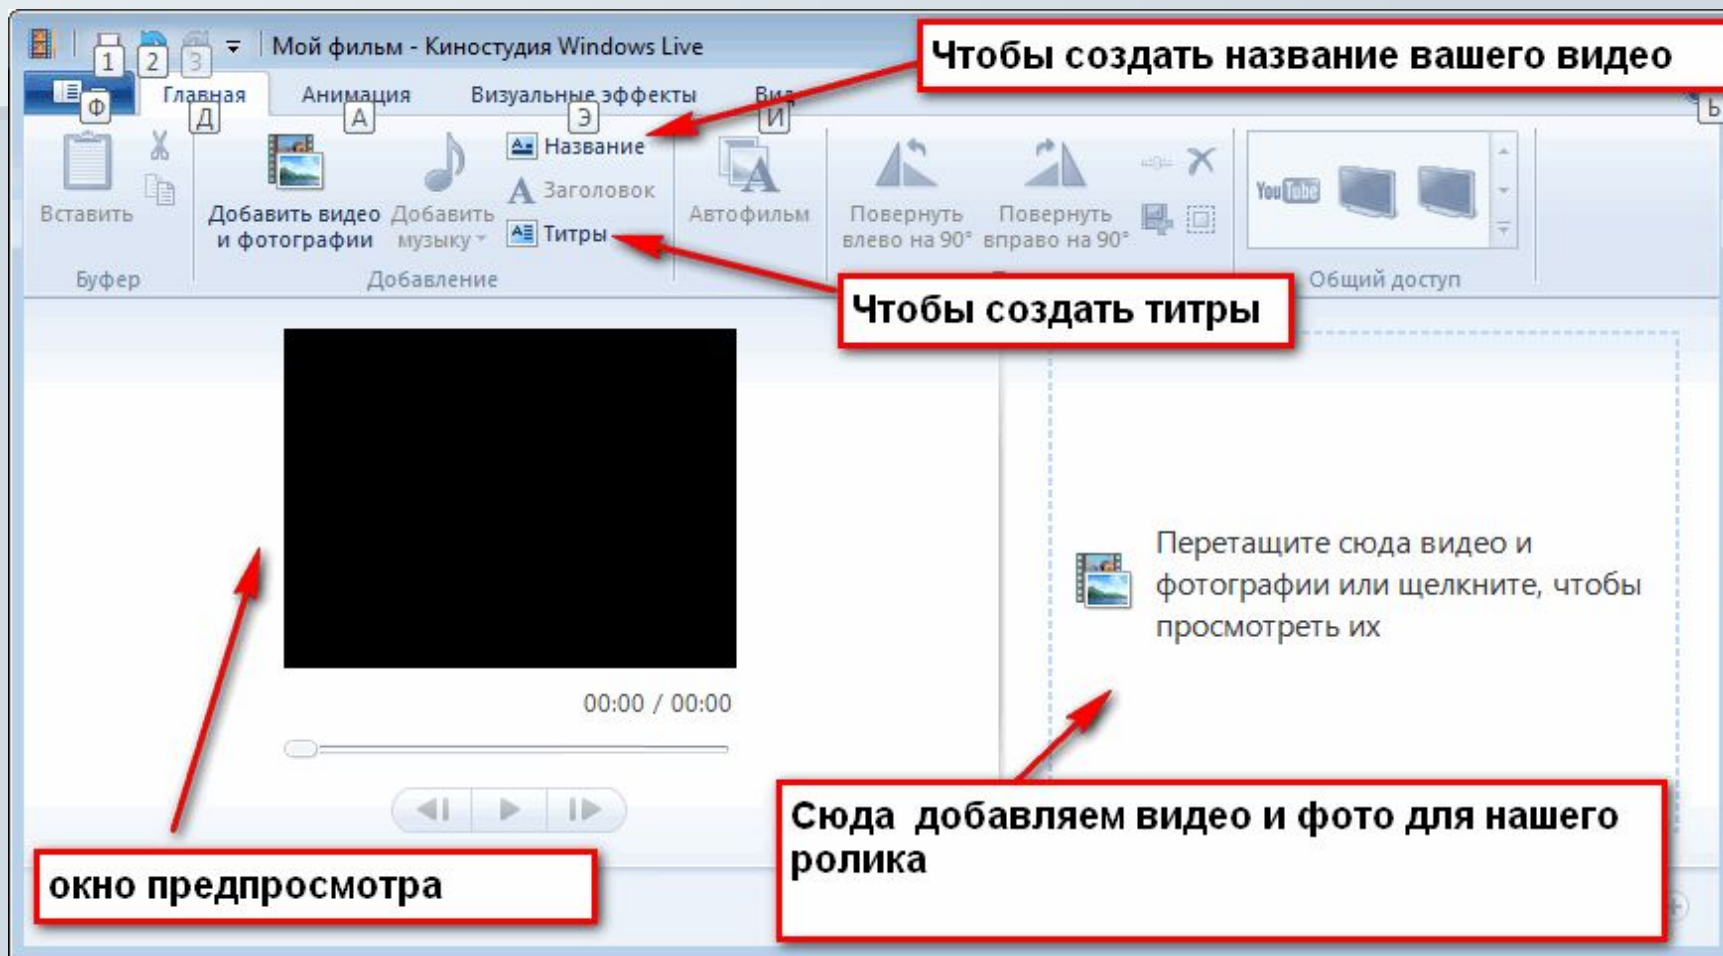 Мой фильм - Киностудия Windows Live
1 2 3
Чтобы создать название вашего видео
Главная Анимация Визуальные эффекты Вид
Ф Д А Э И Ь
Вставить
Добавить видео
и фотографии
Добавить
музыку
Название
Заголовок
Титры
Автофильм
Повернуть
влево на 90°
Повернуть
вправо на 90°
You Tube
Буфер
Добавление
Общий доступ
Чтобы создать титры
Перетащите сюда видео и
фотографии или щелкните, чтобы
просмотреть их
00:00 / 00:00
окно предпросмотра
Сюда добавляем видео и фото для нашего
ролика